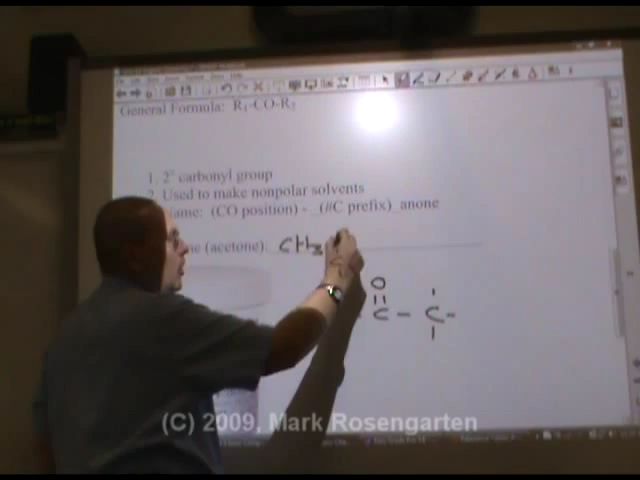 General Formula: R1-CO-R2
1. 2° carbonyl group
2. Used to make nonpolar solvents
Name: (CO position) - _(#C prefix)_anone
ne (acetone): CH3
O
C - C -
(C) 2009, Mark Rosengarten